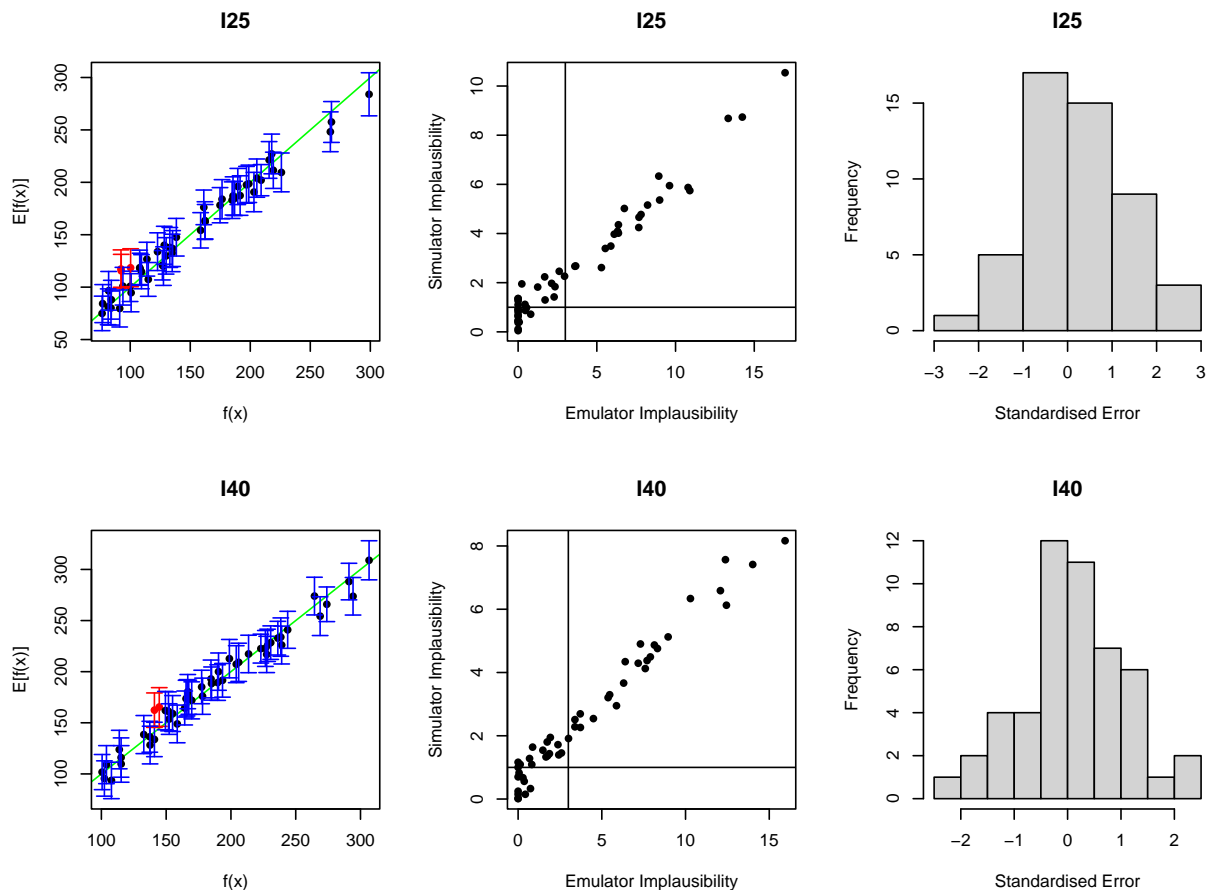 I25
I25
I25
E[f(x)]
50 100 150 200 250 300
100 150 200 250 300
f(x)
Simulator Implausibility
0 2 4 6 8 10
0 5 10 15
Emulator Implausibility
Frequency
0 5 10 15
−3 −2 −1 0 1 2 3
Standardised Error
I40
I40
I40
E[f(x)]
100 150 200 250 300
100 150 200 250 300
f(x)
Simulator Implausibility
0 2 4 6 8
0 5 10 15
Emulator Implausibility
Frequency
0 2 4 6 8 10 12
−2 −1 0 1 2
Standardised Error